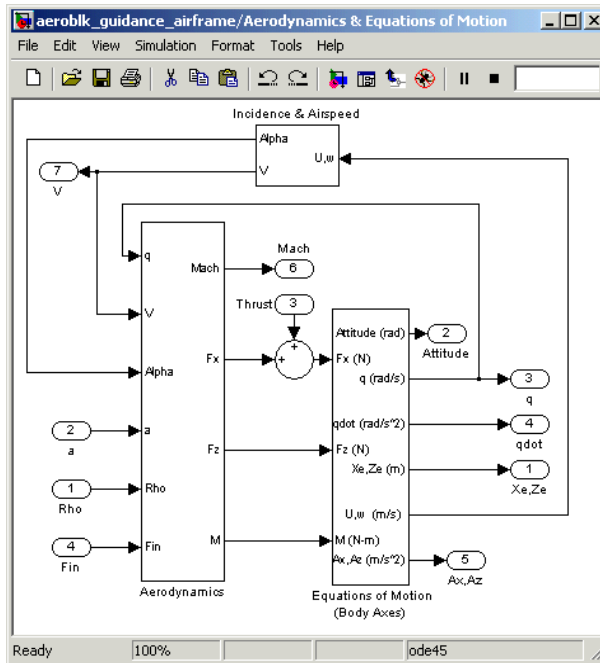 aeroblk_guidance_airframe/Aerodynamics & Equations of Motion
File Edit View Simulation Format Tools Help
Incidence & Airspeed
Alpha
U,w
V
7
V
q
Mach
Mach
6
V
Thrust
3
Attitude (rad)
2
Attitude
Alpha
Fx
+
+
Fx (N)
q (rad/s)
3
q
2
a
a
qdot (rad/s^2)
4
qdot
Fz
Fz (N)
Xe,Ze (m)
1
Xe,Ze
1
Rho
Rho
U,w (m/s)
4
Fin
Fin
M
M (N-m)
Ax,Az (m/s^2)
5
Ax,Az
Aerodynamics
Equations of Motion
(Body Axes)
Ready 100% ode45